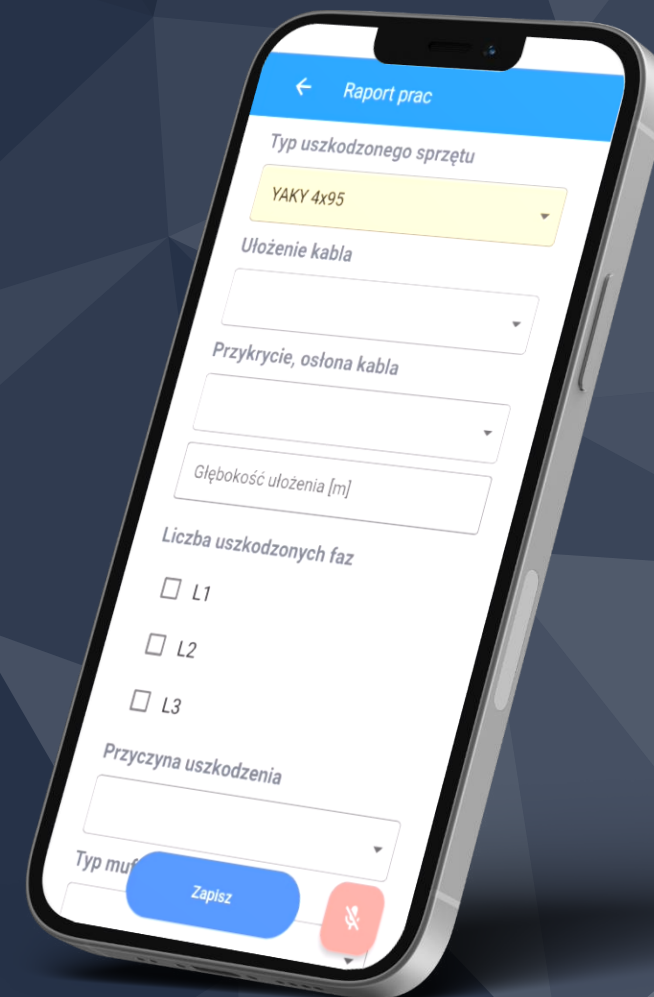 Raport prac
Typ uszkodzonego sprzętu
YAKY 4x95
Ułożenie kabla
Przykrycie, osłona kabla
Głębokość ułożenia [m]
Liczba uszkodzonych faz
L1
L2
L3
Przyczyna uszkodzenia
Typ
Zapisz